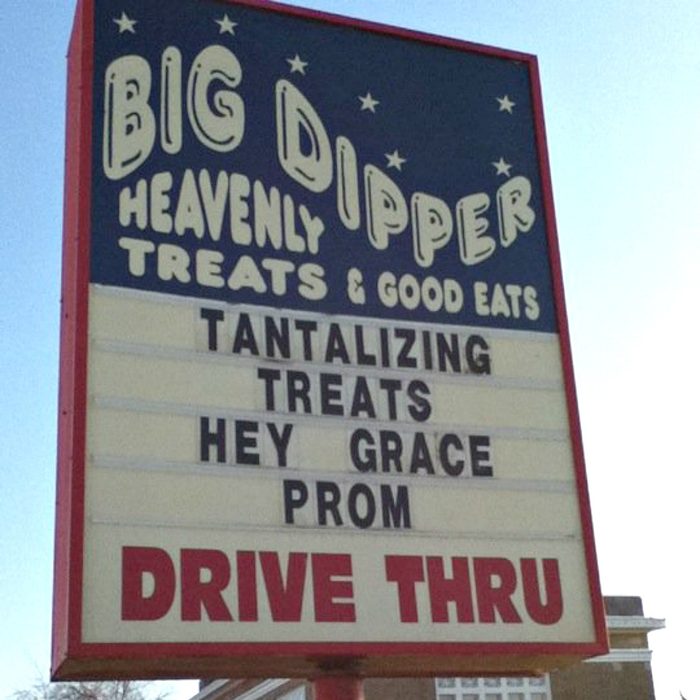 BIG DIPPER
HEAVENLY
TREATS & GOOD EATS
TANTALIZING
TREATS
HEY GRACE
PROM
DRIVE THRU